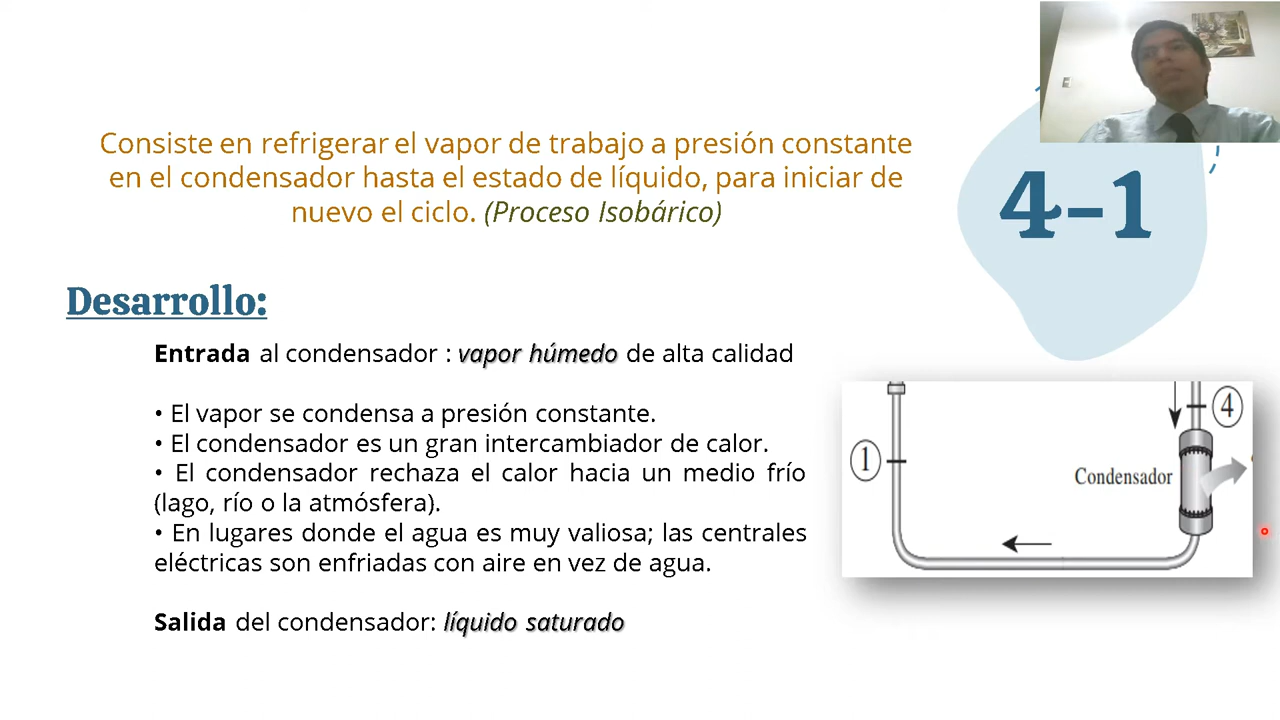 Consiste en refrigerar el vapor de trabajo a presión constante
en el condensador hasta el estado de líquido, para iniciar de
nuevo el ciclo. (Proceso Isobárico)
4–1
Desarrollo:
Entrada al condensador : vapor húmedo de alta calidad
• El vapor se condensa a presión constante.
• El condensador es un gran intercambiador de calor.
• El condensador rechaza el calor hacia un medio frío
(lago, río o la atmósfera).
• En lugares donde el agua es muy valiosa; las centrales
eléctricas son enfriadas con aire en vez de agua.
Salida del condensador: líquido saturado
4
1
Condensador